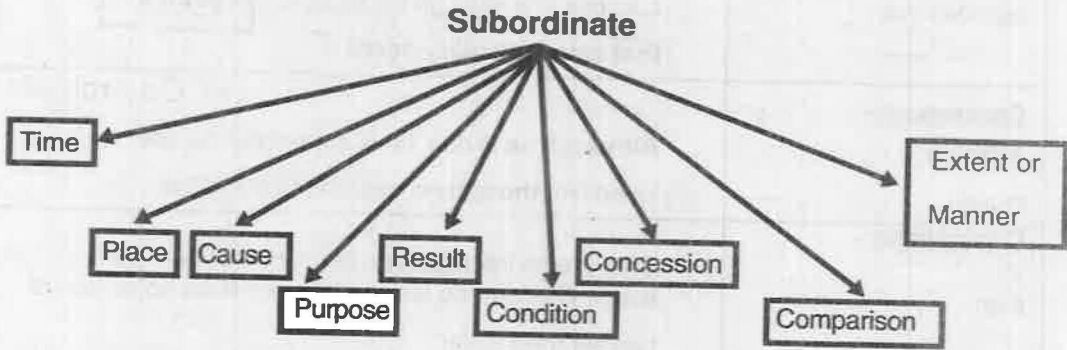 Subordinate
Time
Extent or
Manner
Place
Cause
Result
Concession
Purpose
Condition
Comparison